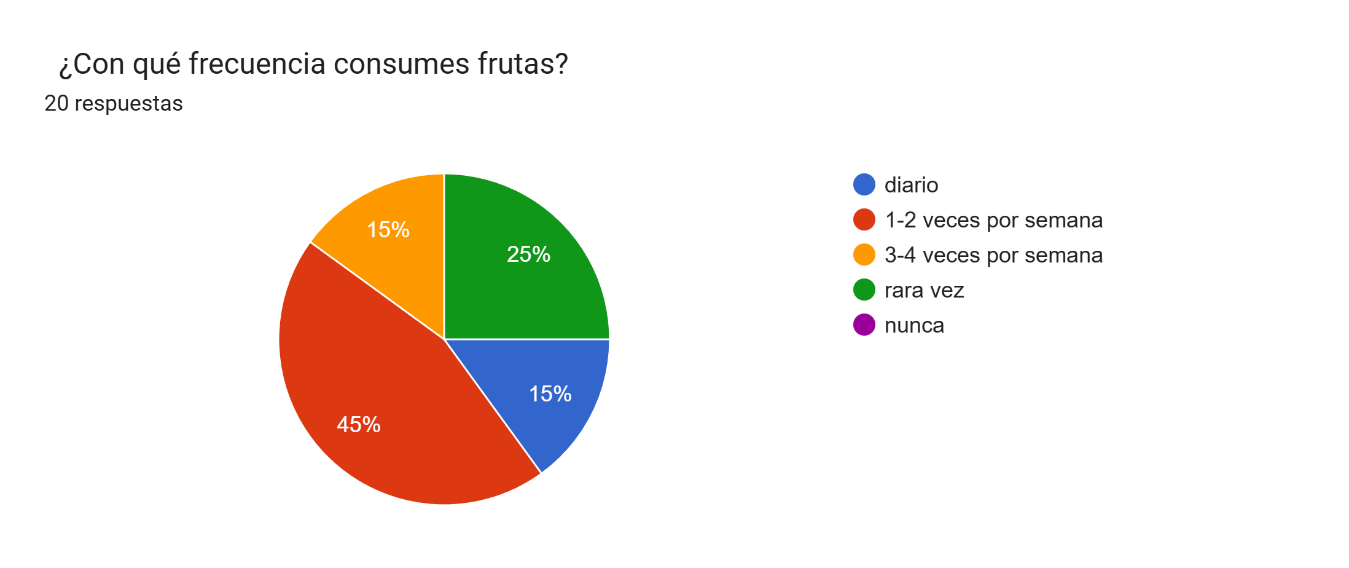 ¿Con qué frecuencia consumes frutas?
20 respuestas
15%
25%
15%
45%
diario
1-2 veces por semana
3-4 veces por semana
rara vez
nunca